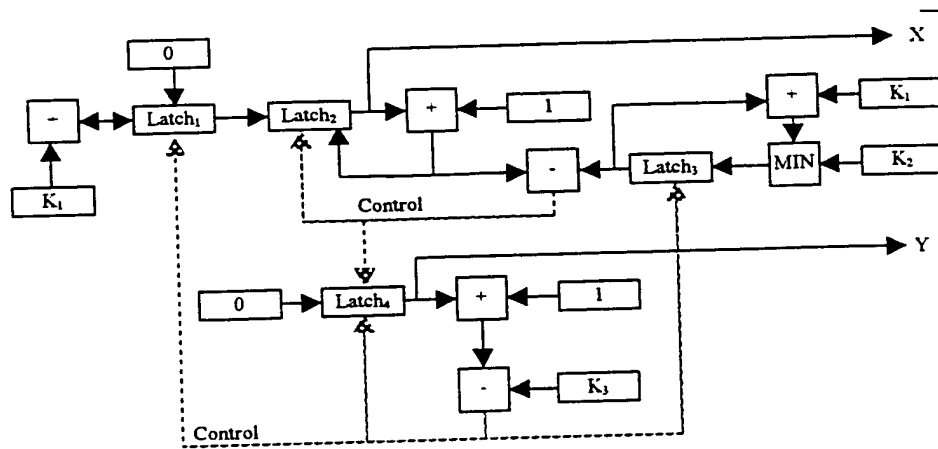 X
0
+
1
+
K₁
-
Latch₁
Latch₂
-
Latch₃
MIN
K₂
K₁
Control
Y
0
Latch₄
+
1
-
K₃
Control